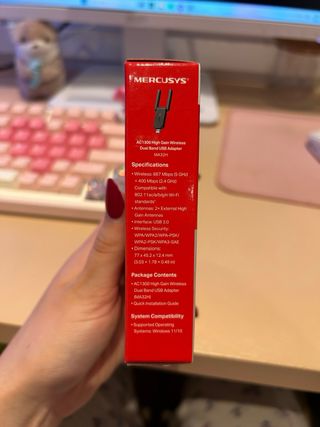 MERCUSYS®
AC1300 High Gain Wireless
Dual Band USB Adapter
MA32H
Specifications
• Wireless: 867 Mbps (5 GHz)
+ 400 Mbps (2.4 GHz)
Compatible with
802.11ac/a/b/g/n Wi-Fi
standards*
• Antennas: 2× External High
Gain Antennas
• Interface: USB 3.0
• Wireless Security:
WPA/WPA2/WPA-PSK/
WPA2-PSK/WPA3-SAE
• Dimensions:
77 x 45.3 x 12.4 mm
(3.03 × 1.78 × 0.49 in)
Package Contents
• AC1300 High Gain Wireless
Dual Band USB Adapter
(MA32H)
• Quick Installation Guide
System Compatibility
• Supported Operating
Systems: Windows 11/10